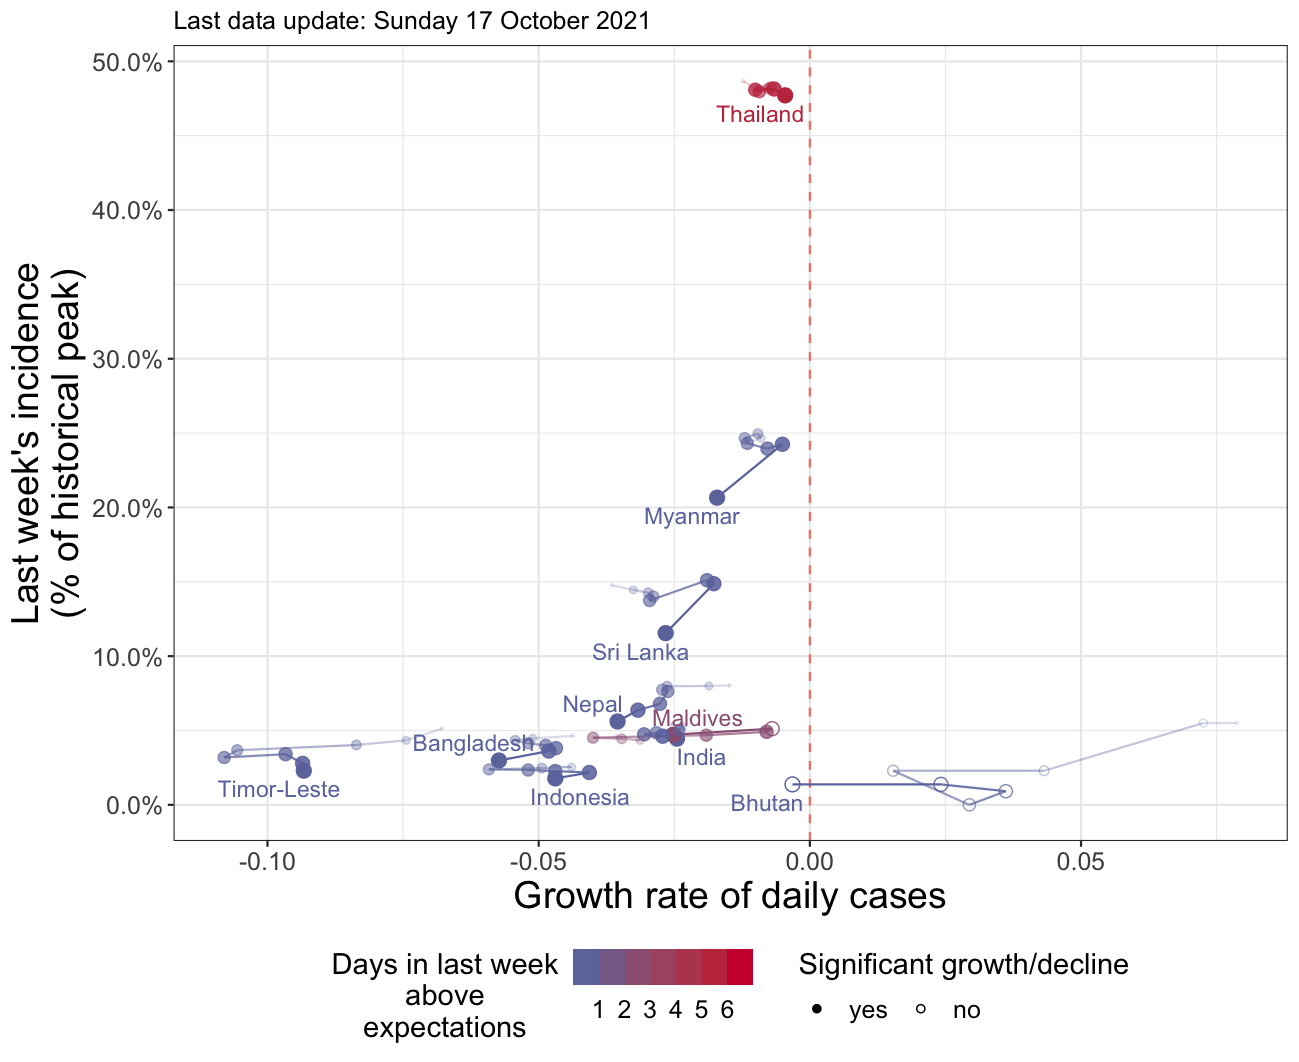 Last data update: Sunday 17 October 2021
50.0%
40.0%
30.0%
20.0%
10.0%
0.0%
Last week's incidence
(% of historical peak)
Thailand
Myanmar
Sri Lanka
Nepal
Maldives
Bangladesh
India
Timor-Leste
Indonesia
Bhutan
-0.10 -0.05 0.00 0.05
Growth rate of daily cases
Days in last week
above
expectations
1 2 3 4 5 6
Significant growth/decline
yes no